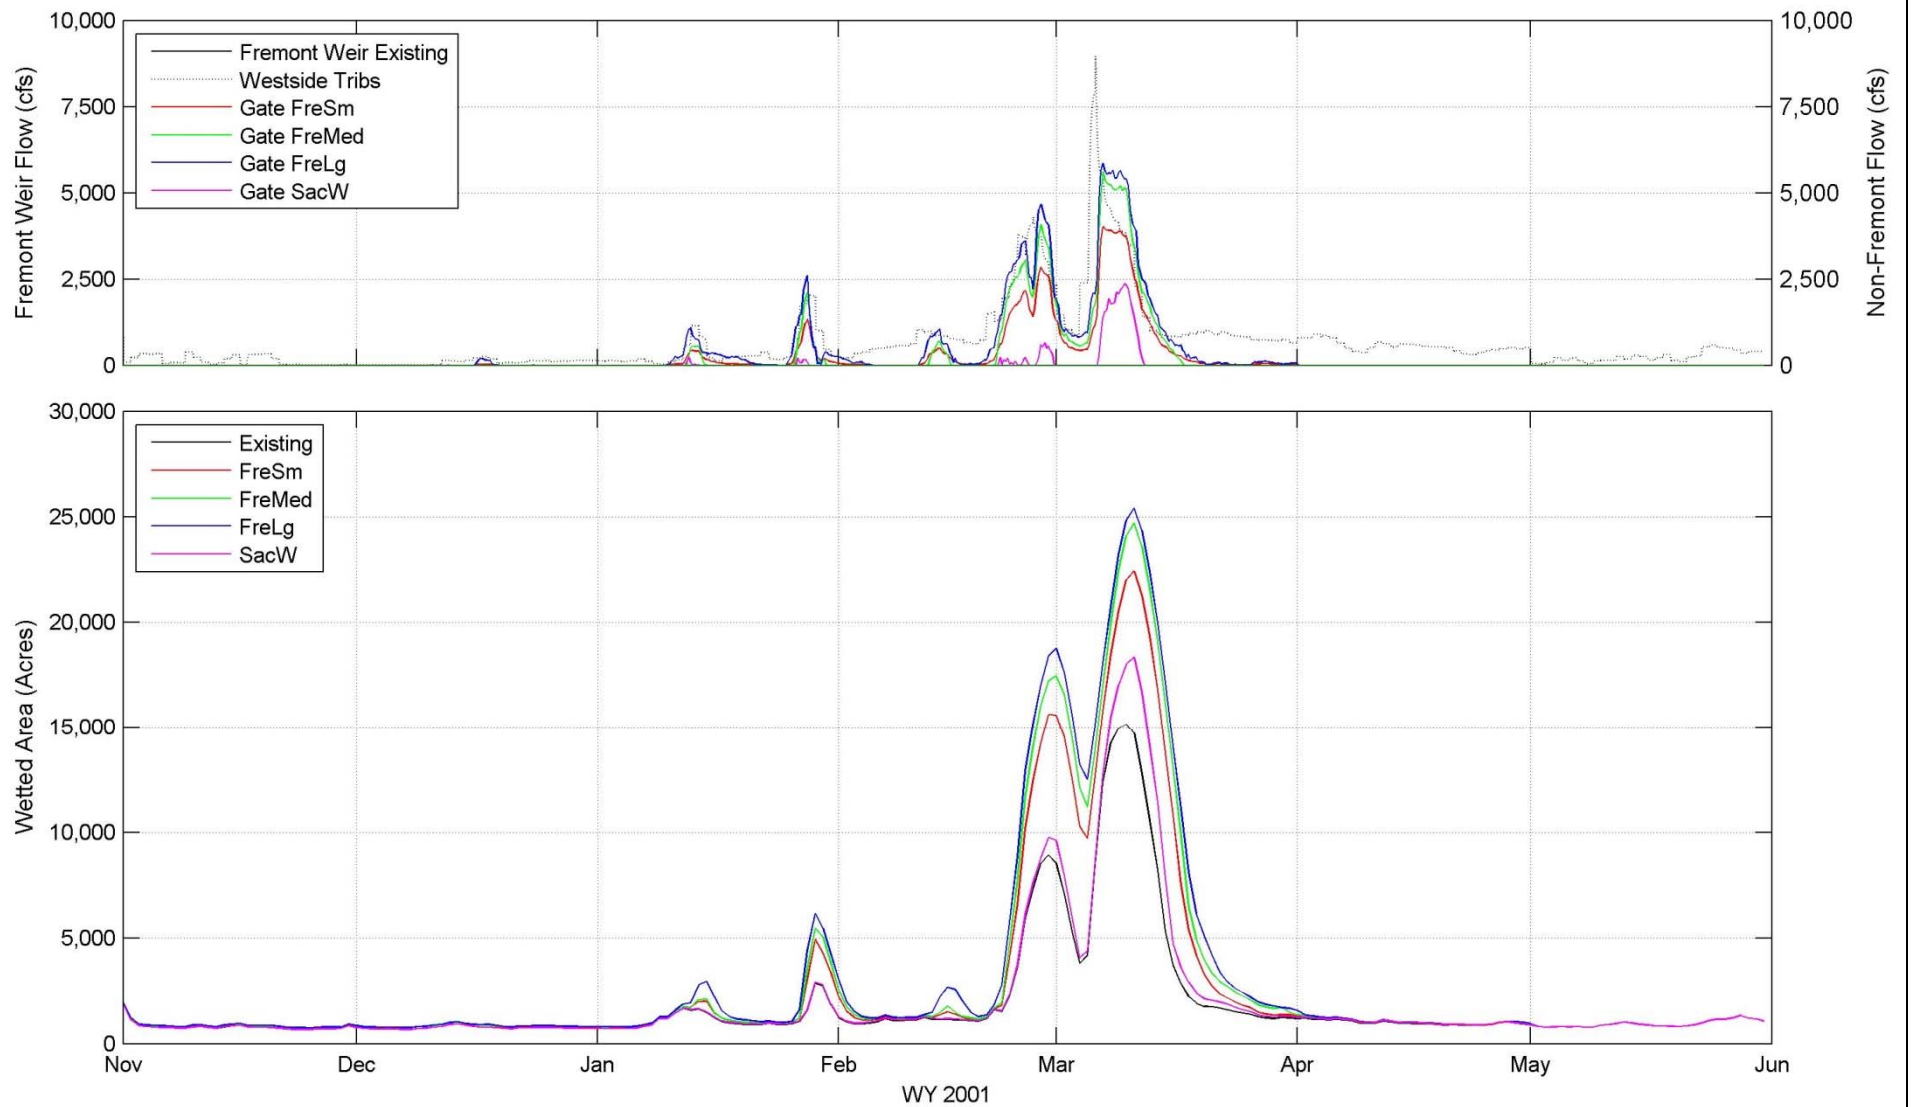 10,000
7,500
5,000
2,500
0
Fremont Weir Flow (cfs)
Fremont Weir Existing
Westside Tribs
Gate FreSm
Gate FreMed
Gate FreLg
Gate SacW
10,000
7,500
5,000
2,500
0
Non-Fremont Flow (cfs)
30,000
25,000
20,000
15,000
10,000
5,000
0
Wetted Area (Acres)
Existing
FreSm
FreMed
FreLg
SacW
Nov Dec Jan Feb Mar Apr May Jun
WY 2001